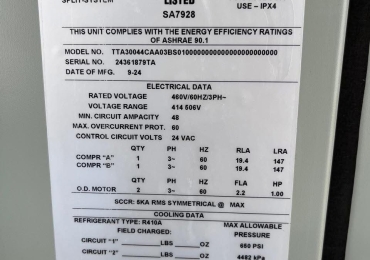 SPLIT-SYSTEM LISTED USE – IPX4
SA7928
THIS UNIT COMPLIES WITH THE ENERGY EFFICIENCY RATINGS
OF ASHRAE 90.1
MODEL NO: TTA30044CAA03BS01000000000000000000000000
SERIAL NO: 24361879TA
DATE OF MFG. 9-24
ELECTRICAL DATA
RATED VOLTAGE 460V/60HZ/3PH~
VOLTAGE RANGE 414 506V
MIN. CIRCUIT AMPACITY 48
MAX. OVERCURRENT PROT. 60
CONTROL CIRCUIT VOLTS 24 VAC
QTY PH HZ RLA LRA
COMPR "A" 1 3~ 60 19.4 147
COMPR "B" 1 3~ 60 19.4 147
QTY PH HZ FLA HP
O.D. MOTOR 2 3~ 60 2.2 1.00
SCCR: 5KA RMS SYMMETRICAL @ MAX
COOLING DATA
REFRIGERANT TYPE: R410A MAX ALLOWABLE
FIELD CHARGED: PRESSURE
CIRCUIT "1" LBS OZ 650 PSI
CIRCUIT "2" LBS OZ 4482 kPa